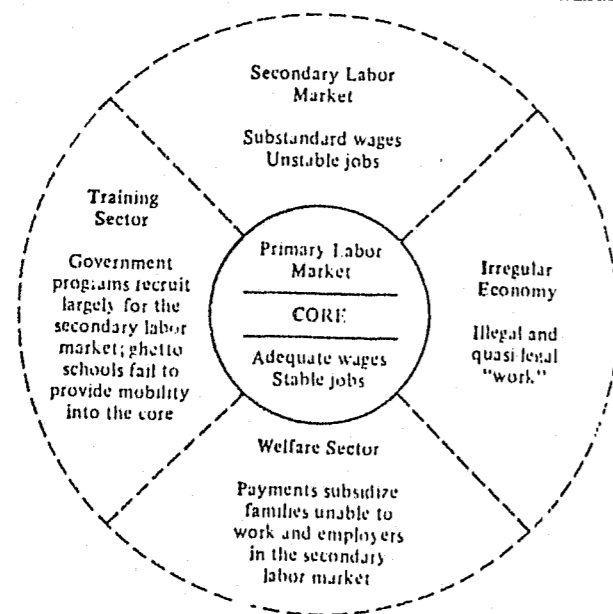 Secondary Labor
Market
Substandard wages
Unstable jobs
Training
Sector
Government
programs recruit
largely for the
secondary labor
market; ghetto
schools fail to
provide mobility
into the core
Primary Labor
Market
CORE
Adequate wages
Stable jobs
Irregular
Economy
Illegal and
quasi-legal
"work"
Welfare Sector
Payments subsidize
families unable to
work and employers
in the secondary
labor market